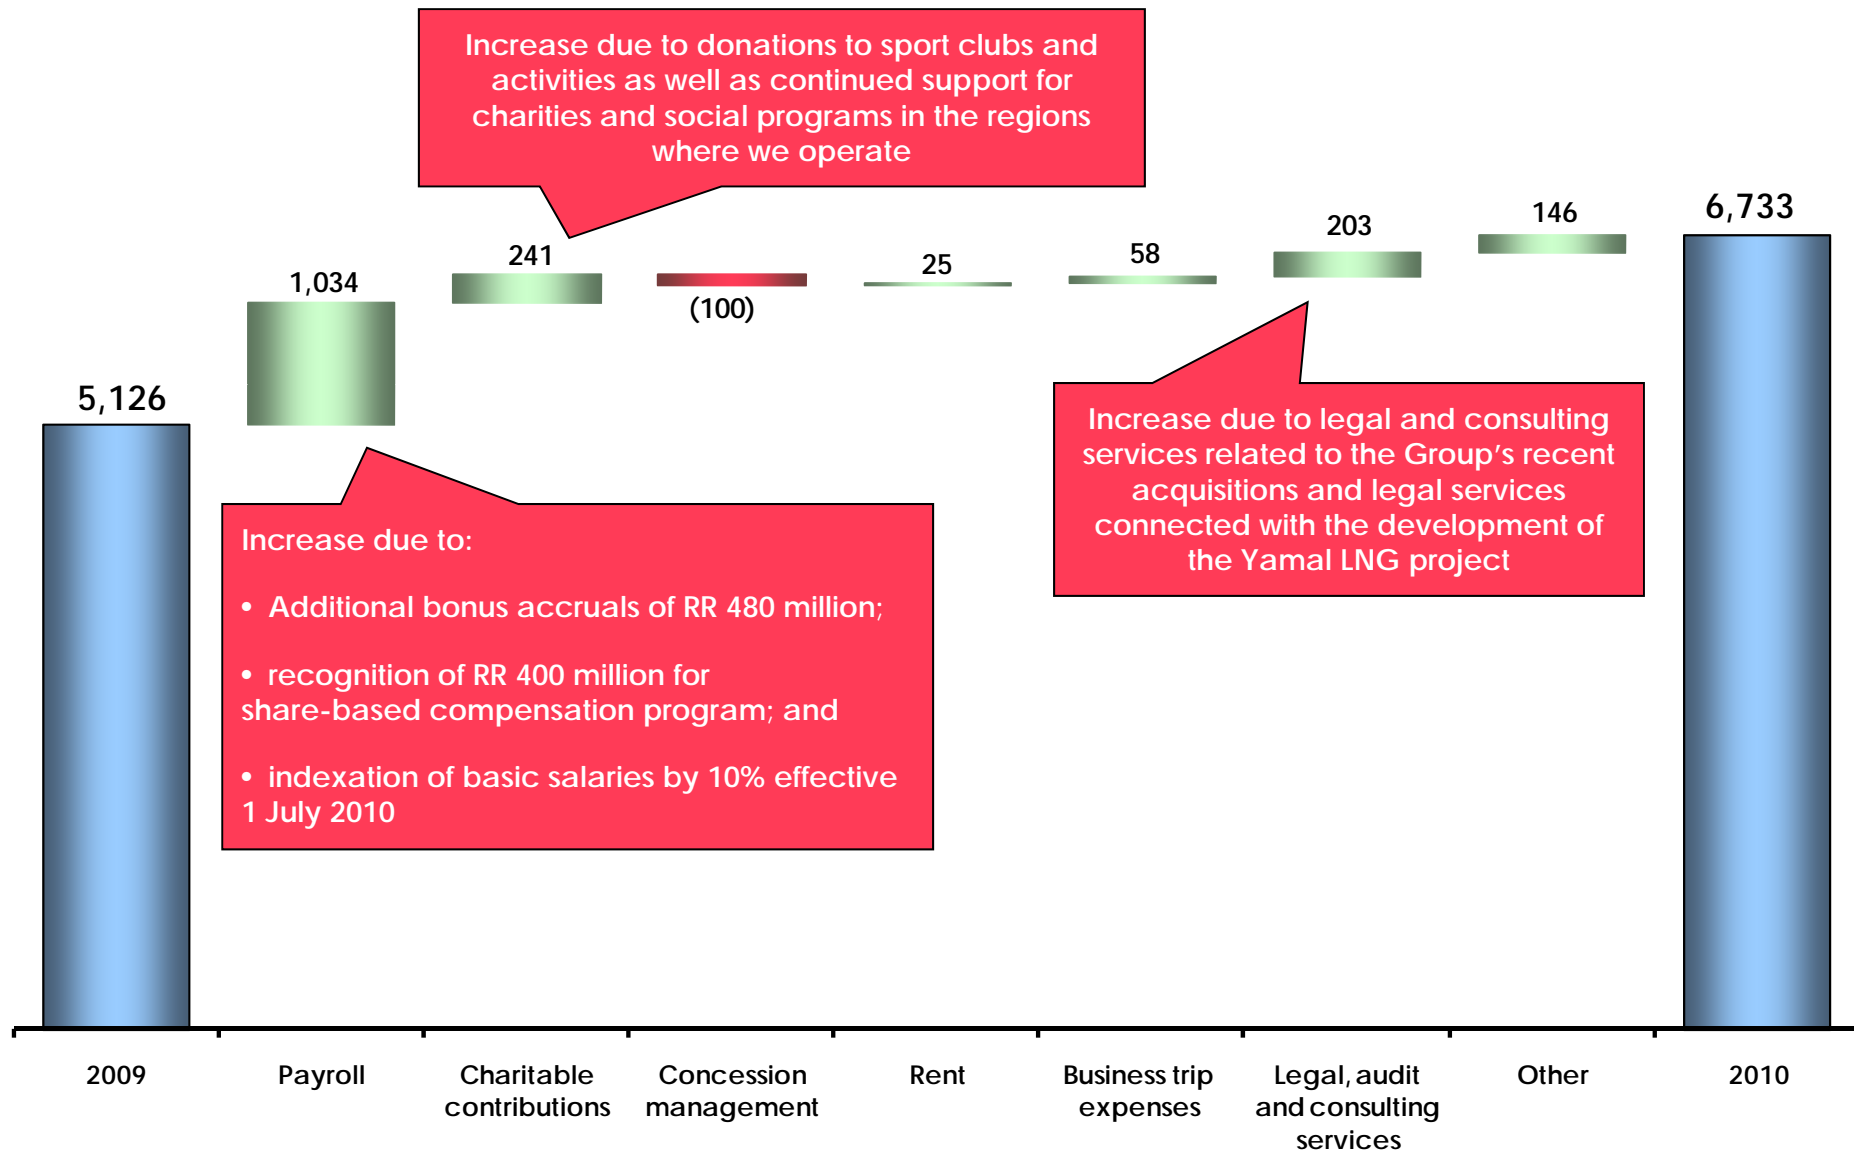 Increase due to donations to sport clubs and
activities as well as continued support for
charities and social programs in the regions
where we operate
5,126
1,034
241
(100)
25
58
203
146
6,733
Increase due to:
• Additional bonus accruals of RR 480 million;
• recognition of RR 400 million for
share-based compensation program; and
• indexation of basic salaries by 10% effective
1 July 2010
Increase due to legal and consulting
services related to the Group's recent
acquisitions and legal services
connected with the development of
the Yamal LNG project
2009
Payroll
Charitable
contributions
Concession
management
Rent
Business trip
expenses
Legal, audit
and consulting
services
Other
2010